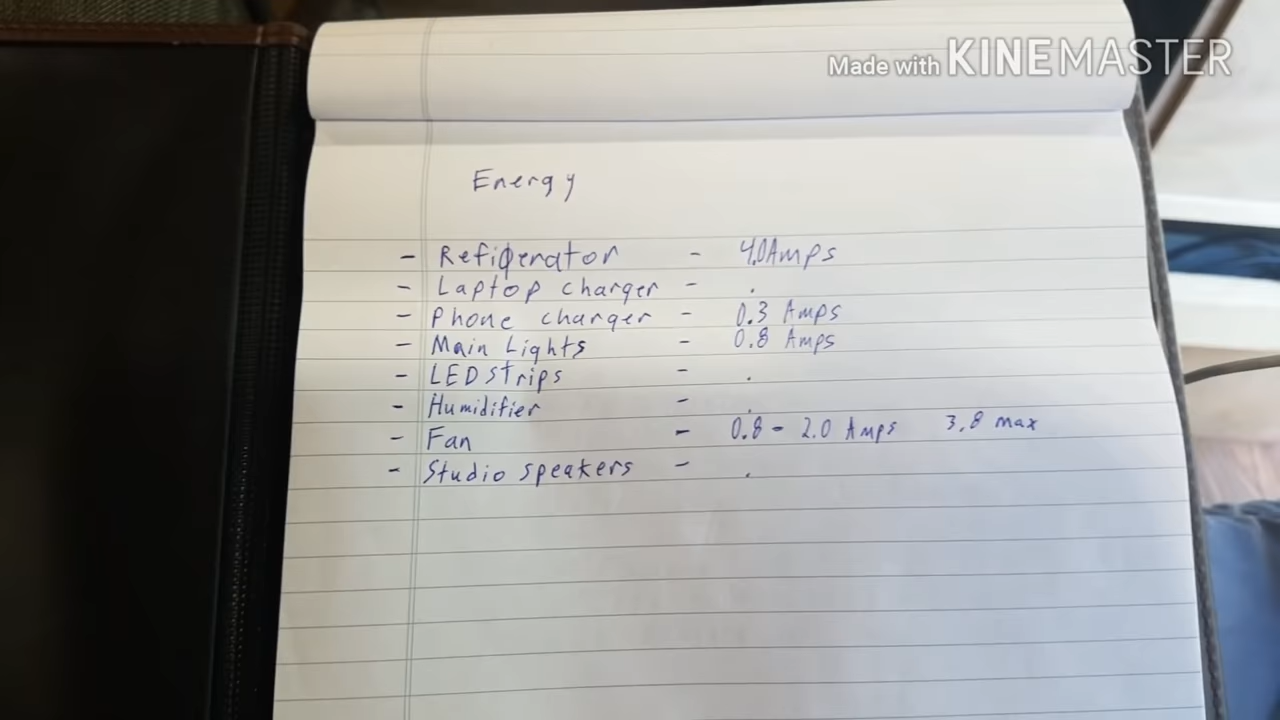 Made with KINEMASTER
Energy
- Refigerator - 4.0Amps
- Laptop charger - .
- Phone charger - 0.3 Amps
- Main Lights - 0.8 Amps
- LED strips - .
- Humidifier - .
- Fan - 0.8 - 2.0 Amps 3.8 max
- Studio speakers - .